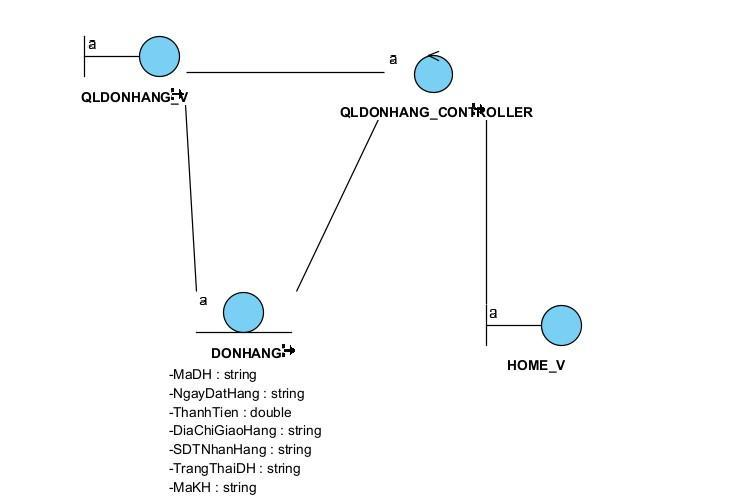 a
a
QLDONHANG_V
QLDONHANG_CONTROLLER
a
a
DONHANG
HOME_V
-MaDH : string
-NgayDatHang : string
-ThanhTien : double
-DiaChiGiaoHang : string
-SDTNhanHang : string
-TrangThaiDH : string
-MaKH : string